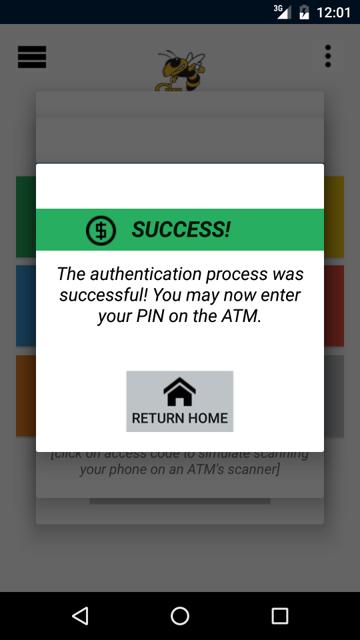 3G 12:01
SUCCESS!
The authentication process was
successful! You may now enter
your PIN on the ATM.
RETURN HOME
[click on access code to simulate scanning
your phone on an ATM's scanner]